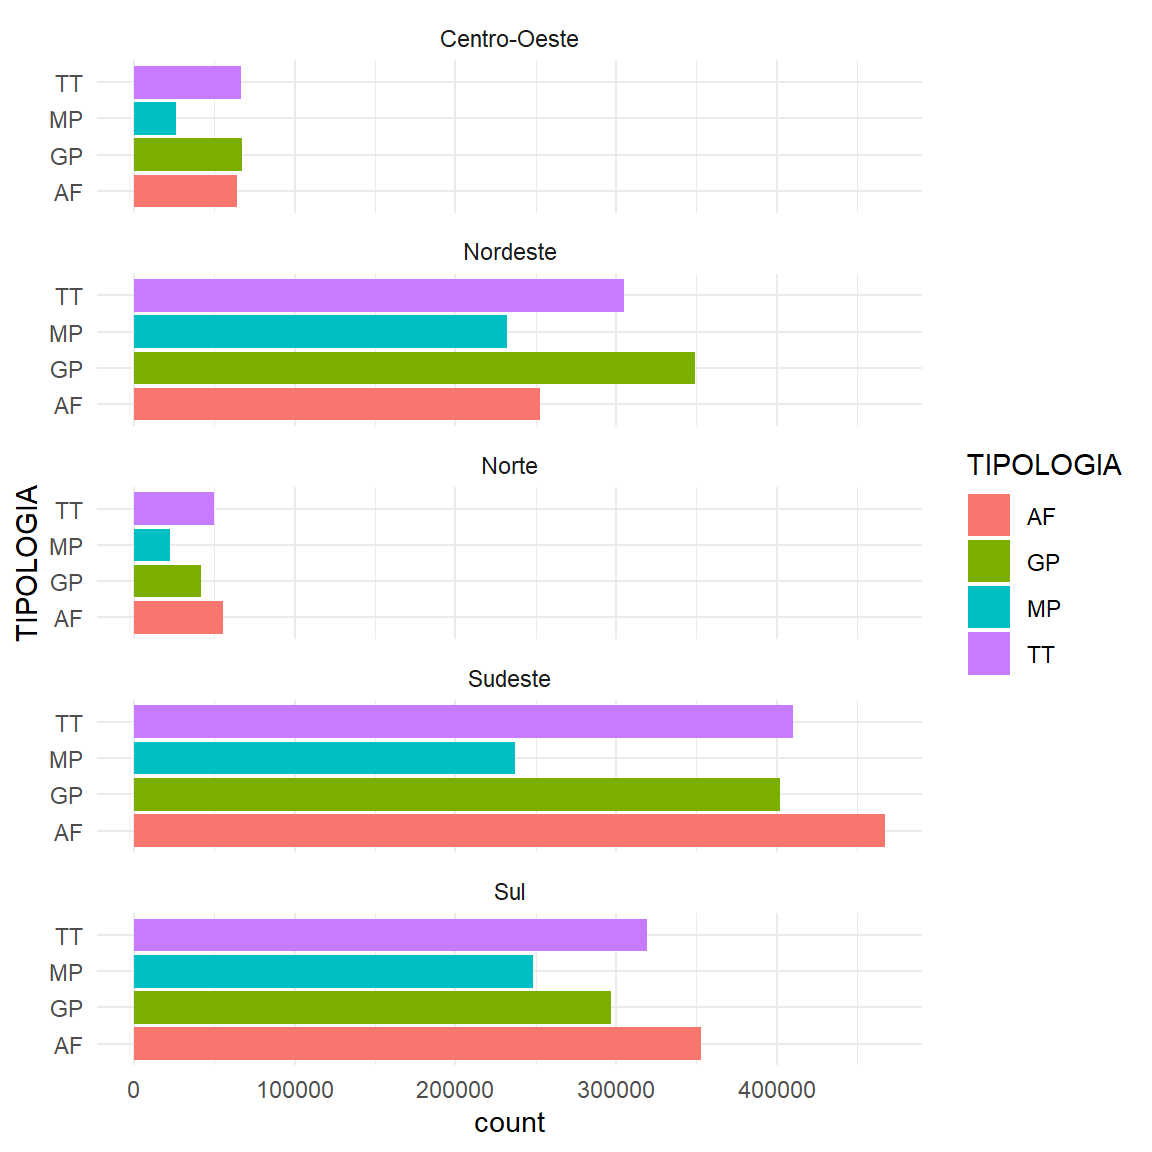 Centro-Oeste
TT
MP
GP
AF
Nordeste
TT
MP
GP
AF
Norte
TT
MP
GP
AF
Sudeste
TT
MP
GP
AF
Sul
TT
MP
GP
AF
0 100000 200000 300000 400000
count
TIPOLOGIA
TIPOLOGIA
AF
GP
MP
TT